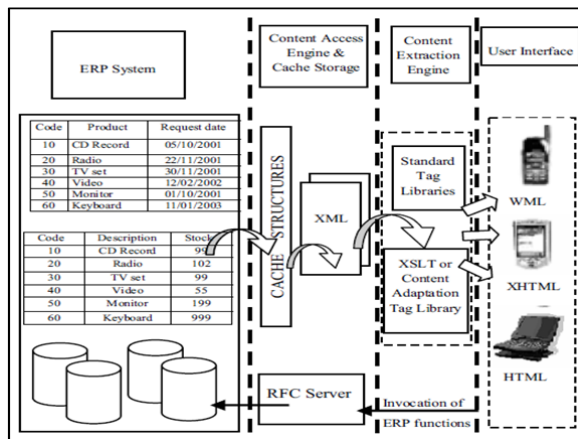 ERP System
Content Access
Engine &
Cache Storage
Content
Extraction
Engine
User Interface
Code Product Request date
10 CD Record 05/10/2001
20 Radio 22/11/2001
30 TV set 30/11/2001
40 Video 12/02/2002
50 Monitor 01/10/2001
60 Keyboard 11/01/2003
Code Description Stock
10 CD Record 99
20 Radio 102
30 TV set 99
40 Video 55
50 Monitor 199
60 Keyboard 999
CACHE STRUCTURES
XML
Standard
Tag
Libraries
XSLT or
Content
Adaptation
Tag Library
WML
XHTML
HTML
RFC Server
Invocation of
ERP functions